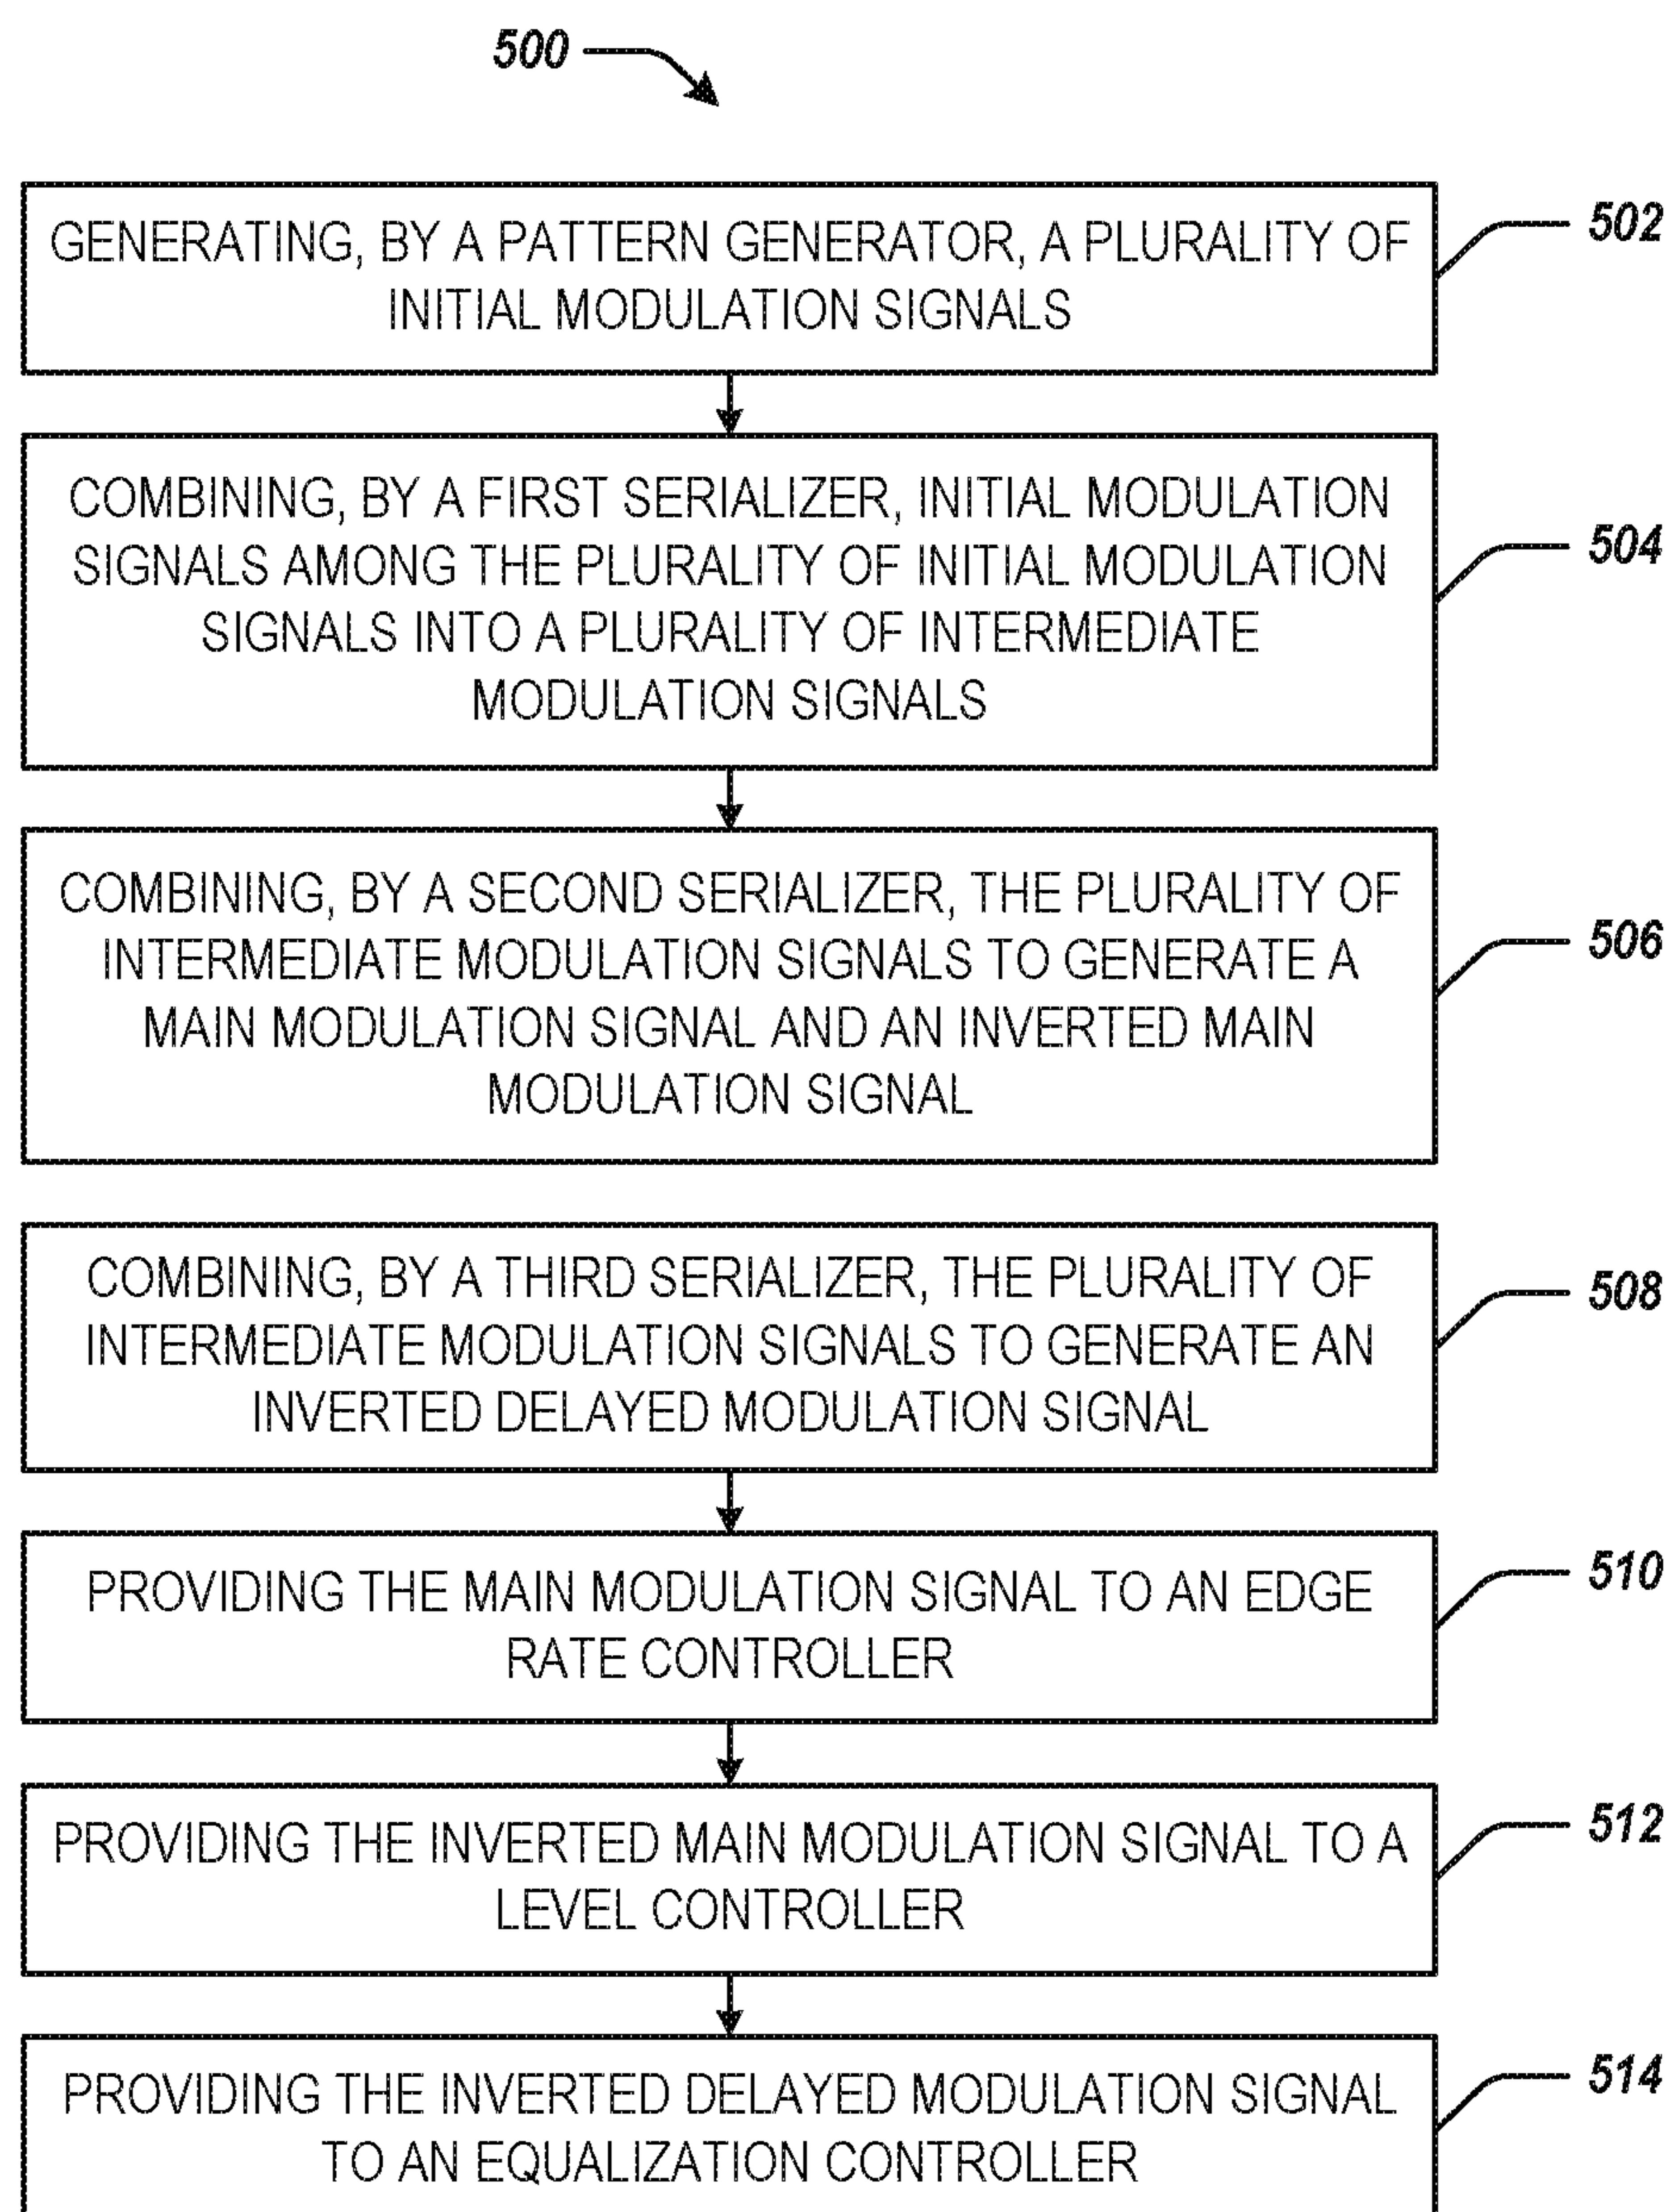 500
GENERATING, BY A PATTERN GENERATOR, A PLURALITY OF
INITIAL MODULATION SIGNALS
502
COMBINING, BY A FIRST SERIALIZER, INITIAL MODULATION
SIGNALS AMONG THE PLURALITY OF INITIAL MODULATION
SIGNALS INTO A PLURALITY OF INTERMEDIATE
MODULATION SIGNALS
504
COMBINING, BY A SECOND SERIALIZER, THE PLURALITY OF
INTERMEDIATE MODULATION SIGNALS TO GENERATE A
MAIN MODULATION SIGNAL AND AN INVERTED MAIN
MODULATION SIGNAL
506
COMBINING, BY A THIRD SERIALIZER, THE PLURALITY OF
INTERMEDIATE MODULATION SIGNALS TO GENERATE AN
INVERTED DELAYED MODULATION SIGNAL
508
PROVIDING THE MAIN MODULATION SIGNAL TO AN EDGE
RATE CONTROLLER
510
PROVIDING THE INVERTED MAIN MODULATION SIGNAL TO A
LEVEL CONTROLLER
512
PROVIDING THE INVERTED DELAYED MODULATION SIGNAL
TO AN EQUALIZATION CONTROLLER
514